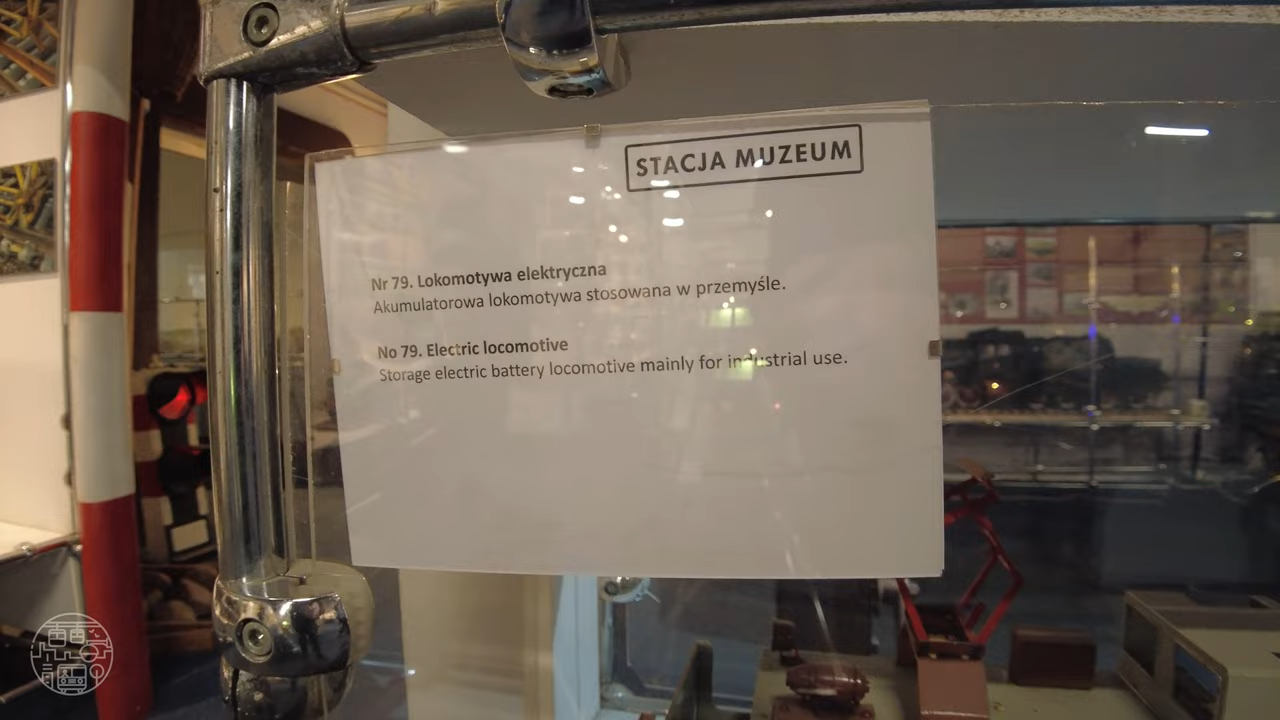 STACJA MUZEUM
Nr 79. Lokomotywa elektryczna
Akumulatorowa lokomotywa stosowana w przemyśle.
No 79. Electric locomotive
Storage electric battery locomotive mainly for industrial use.